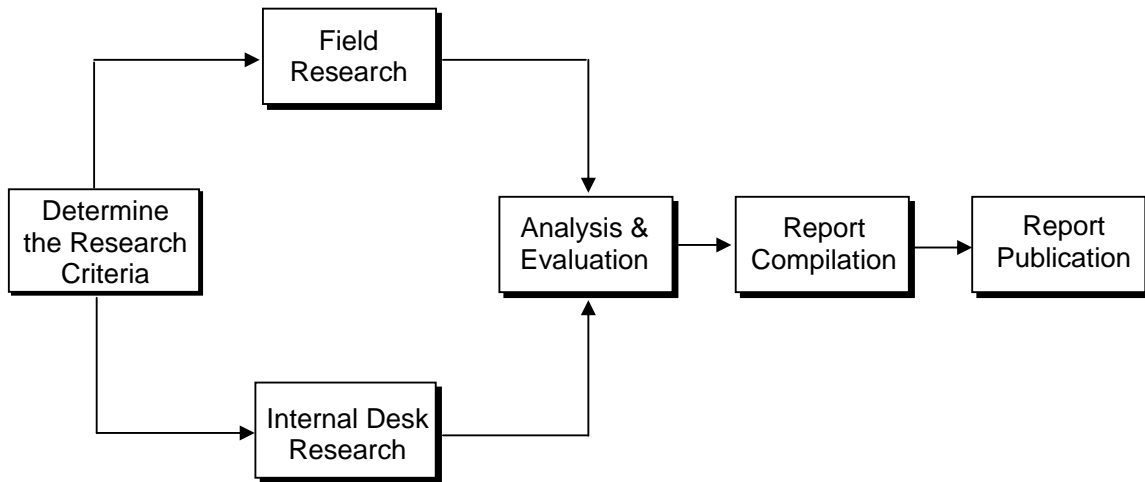 Field
Research
Determine
the Research
Criteria
Analysis &
Evaluation
Report
Compilation
Report
Publication
Internal Desk
Research